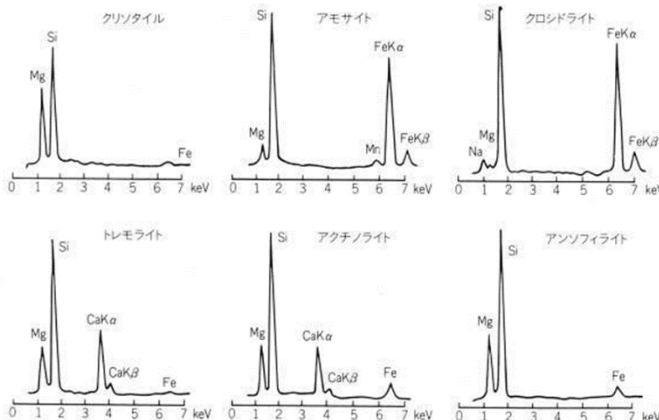 クリソタイル
Si
Mg
Fe
0 1 2 3 4 5 6 7 keV
アモサイト
Si
FeKα
Mg
Mn
FeKβ
0 1 2 3 4 5 6 7 keV
クロシドライト
Si
FeKα
Mg
Na
FeKβ
0 1 2 3 4 5 6 7 keV
トレモライト
Si
Mg
CaKα
CaKβ
Fe
0 1 2 3 4 5 6 7 keV
アクチノライト
Si
Mg
CaKα
CaKβ
Fe
0 1 2 3 4 5 6 7 keV
アンソフィライト
Si
Mg
Fe
0 1 2 3 4 5 6 7 keV